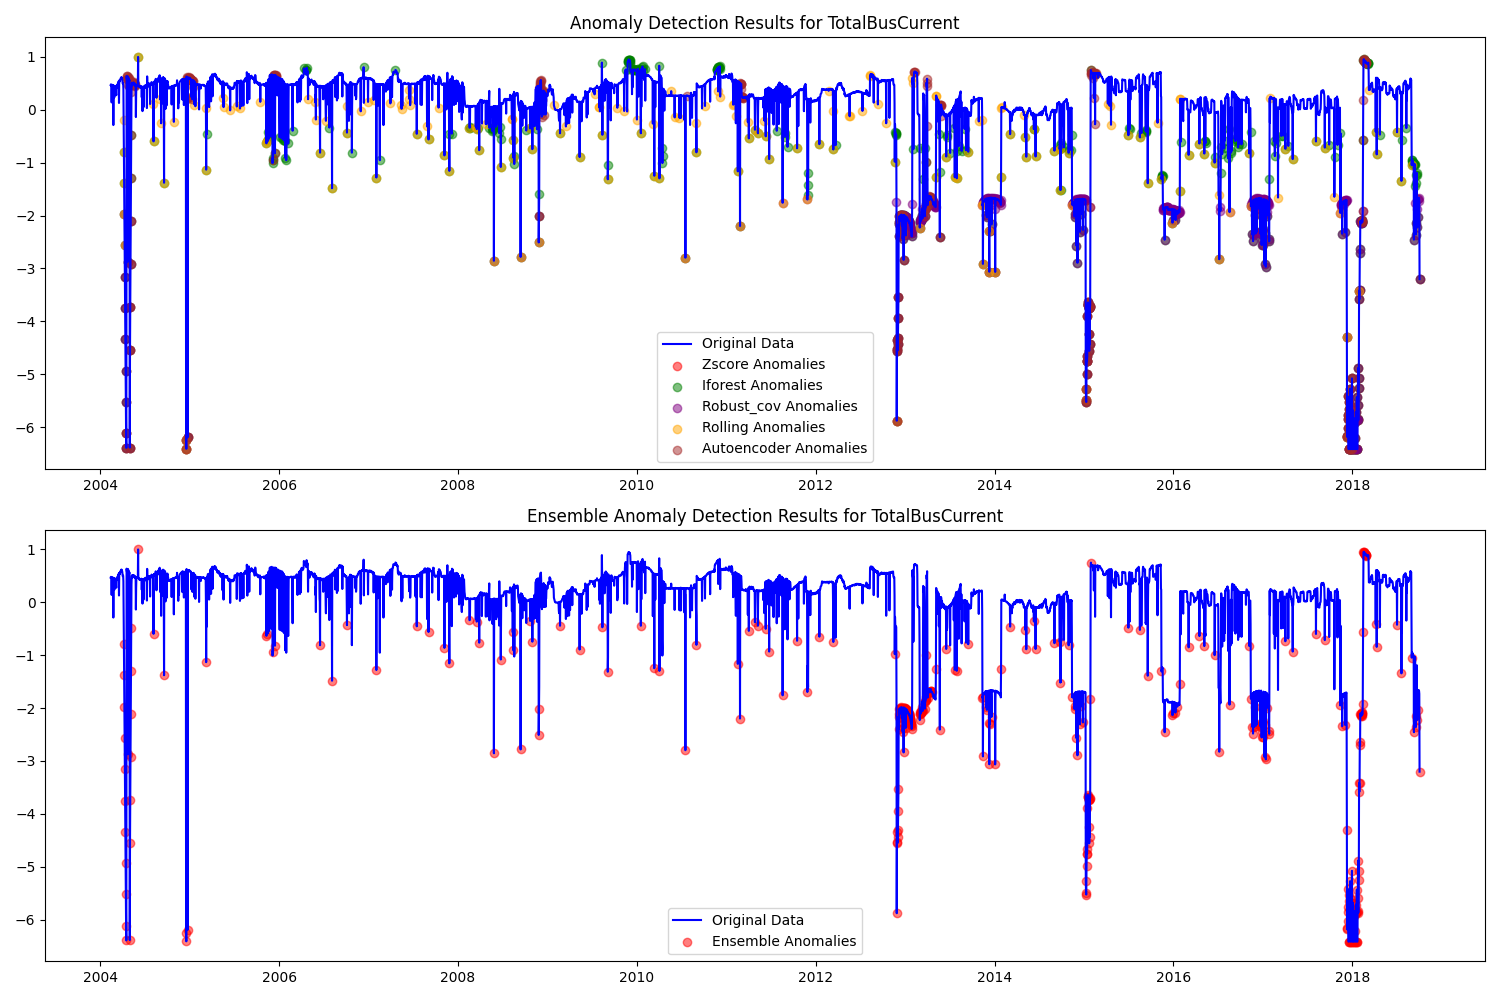 Anomaly Detection Results for TotalBusCurrent
1
0
−1
−2
−3
−4
−5
−6
Original Data
Zscore Anomalies
Iforest Anomalies
Robust_cov Anomalies
Rolling Anomalies
Autoencoder Anomalies
2004 2006 2008 2010 2012 2014 2016 2018
Ensemble Anomaly Detection Results for TotalBusCurrent
1
0
−1
−2
−3
−4
−5
−6
Original Data
Ensemble Anomalies
2004 2006 2008 2010 2012 2014 2016 2018